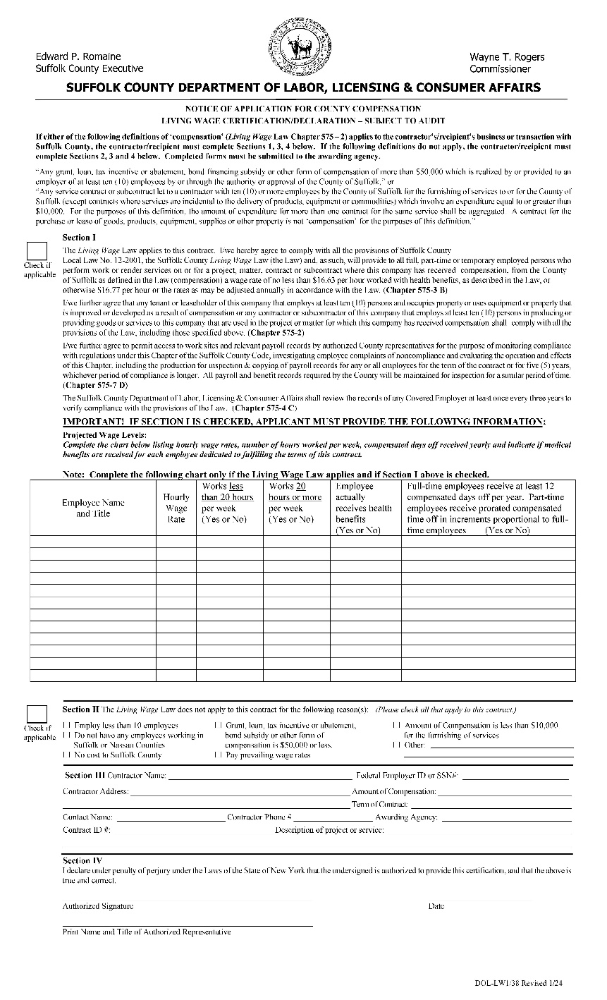 Edward P. Romaine
Suffolk County Executive
Wayne T. Rogers
Commissioner
SUFFOLK COUNTY DEPARTMENT OF LABOR, LICENSING & CONSUMER AFFAIRS
NOTICE OF APPLICATION FOR COUNTY COMPENSATION
LIVING WAGE CERTIFICATION/DECLARATION – SUBJECT TO AUDIT
If either of the following definitions of ‘compensation’ (Living Wage Law Chapter 575 – 2) applies to the contractor’s/recipient’s business or transaction with
Suffolk County, the contractor/recipient must complete Sections 1, 3, 4 below. If the following definitions do not apply, the contractor/recipient must
complete Sections 2, 3 and 4 below. Completed forms must be submitted to the awarding agency.
“Any grant, loan, tax incentive or abatement, bond financing subsidy or other form of compensation of more than $50,000 which is realized by or provided to an
employer of at least ten (10) employees by or through the authority or approval of the County of Suffolk,” or
“Any service contract or subcontract let to a contractor with ten (10) or more employees by the County of Suffolk for the furnishing of services to or for the County of
Suffolk (except contracts where services are incidental to the delivery of products, equipment or commodities) which involve an expenditure equal to or greater than
$10,000. For the purposes of this definition, the amount of expenditure for more than one contract for the same service shall be aggregated. A contract for the
purchase or lease of goods, products, equipment, supplies or other property is not ‘compensation’ for the purposes of this definition.”
Section I
Check if
applicable
The Living Wage Law applies to this contract. I/we hereby agree to comply with all the provisions of Suffolk County
Local Law No. 12-2001, the Suffolk County Living Wage Law (the Law) and, as such, will provide to all full, part-time or temporary employed persons who
perform work or render services on or for a project, matter, contract or subcontract where this company has received compensation, from the County
of Suffolk as defined in the Law (compensation) a wage rate of no less than $16.63 per hour worked with health benefits, as described in the Law, or
otherwise $16.77 per hour or the rates as may be adjusted annually in accordance with the Law. (Chapter 575-3 B)
I/we further agree that any tenant or leaseholder of this company that employs at least ten (10) persons and occupies property or uses equipment or property that
is improved or developed as a result of compensation or any contractor or subcontractor of this company that employs at least ten (10) persons in producing or
providing goods or services to this company that are used in the project or matter for which this company has received compensation shall comply with all the
provisions of the Law, including those specified above. (Chapter 575-2)
I/we further agree to permit access to work sites and relevant payroll records by authorized County representatives for the purpose of monitoring compliance
with regulations under this Chapter of the Suffolk County Code, investigating employee complaints of noncompliance and evaluating the operation and effects
of this Chapter, including the production for inspection & copying of payroll records for any or all employees for the term of the contract or for five (5) years,
whichever period of compliance is longer. All payroll and benefit records required by the County will be maintained for inspection for a similar period of time.
(Chapter 575-7 D)
The Suffolk County Department of Labor, Licensing & Consumer Affairs shall review the records of any Covered Employer at least once every three years to
verify compliance with the provisions of the Law. (Chapter 575-4 C)
IMPORTANT! IF SECTION I IS CHECKED, APPLICANT MUST PROVIDE THE FOLLOWING INFORMATION:
Projected Wage Levels:
Complete the chart below listing hourly wage rates, number of hours worked per week, compensated days off received yearly and indicate if medical
benefits are received for each employee dedicated to fulfilling the terms of this contract.
Note: Complete the following chart only if the Living Wage Law applies and if Section I above is checked.
Employee Name
and Title
Hourly
Wage
Rate
Works less
than 20 hours
per week
(Yes or No)
Works 20
hours or more
per week
(Yes or No)
Employee
actually
receives health
benefits
(Yes or No)
Full-time employees receive at least 12
compensated days off per year. Part-time
employees receive prorated compensated
time off in increments proportional to full-
time employees (Yes or No)
Check if
applicable
Section II The Living Wage Law does not apply to this contract for the following reason(s): (Please check all that apply to this contract.)
Employ less than 10 employees
Do not have any employees working in
Suffolk or Nassau Counties
No cost to Suffolk County
Grant, loan, tax incentive or abatement,
bond subsidy or other form of
compensation is $50,000 or less.
Pay prevailing wage rates
Amount of Compensation is less than $10,000
for the furnishing of services
Other:
Section III Contractor Name: Federal Employer ID or SSN#:
Contractor Address: Amount of Compensation:
Term of Contract:
Contact Name: Contractor Phone # Awarding Agency:
Contract ID #: Description of project or service:
Section IV
I declare under penalty of perjury under the Laws of the State of New York that the undersigned is authorized to provide this certification, and that the above is
true and correct.
Authorized Signature Date
Print Name and Title of Authorized Representative
DOL-LW1/38 Revised 1/24